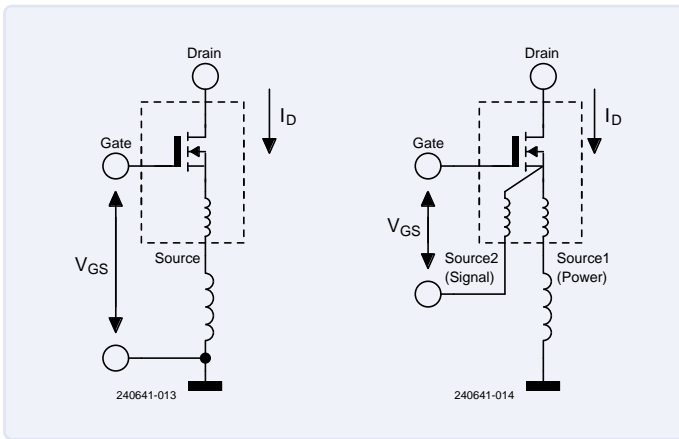 Drain
I_D
Gate
V_GS
Source
240641-013
Drain
I_D
Gate
V_GS
Source2
(Signal)
Source1
(Power)
240641-014